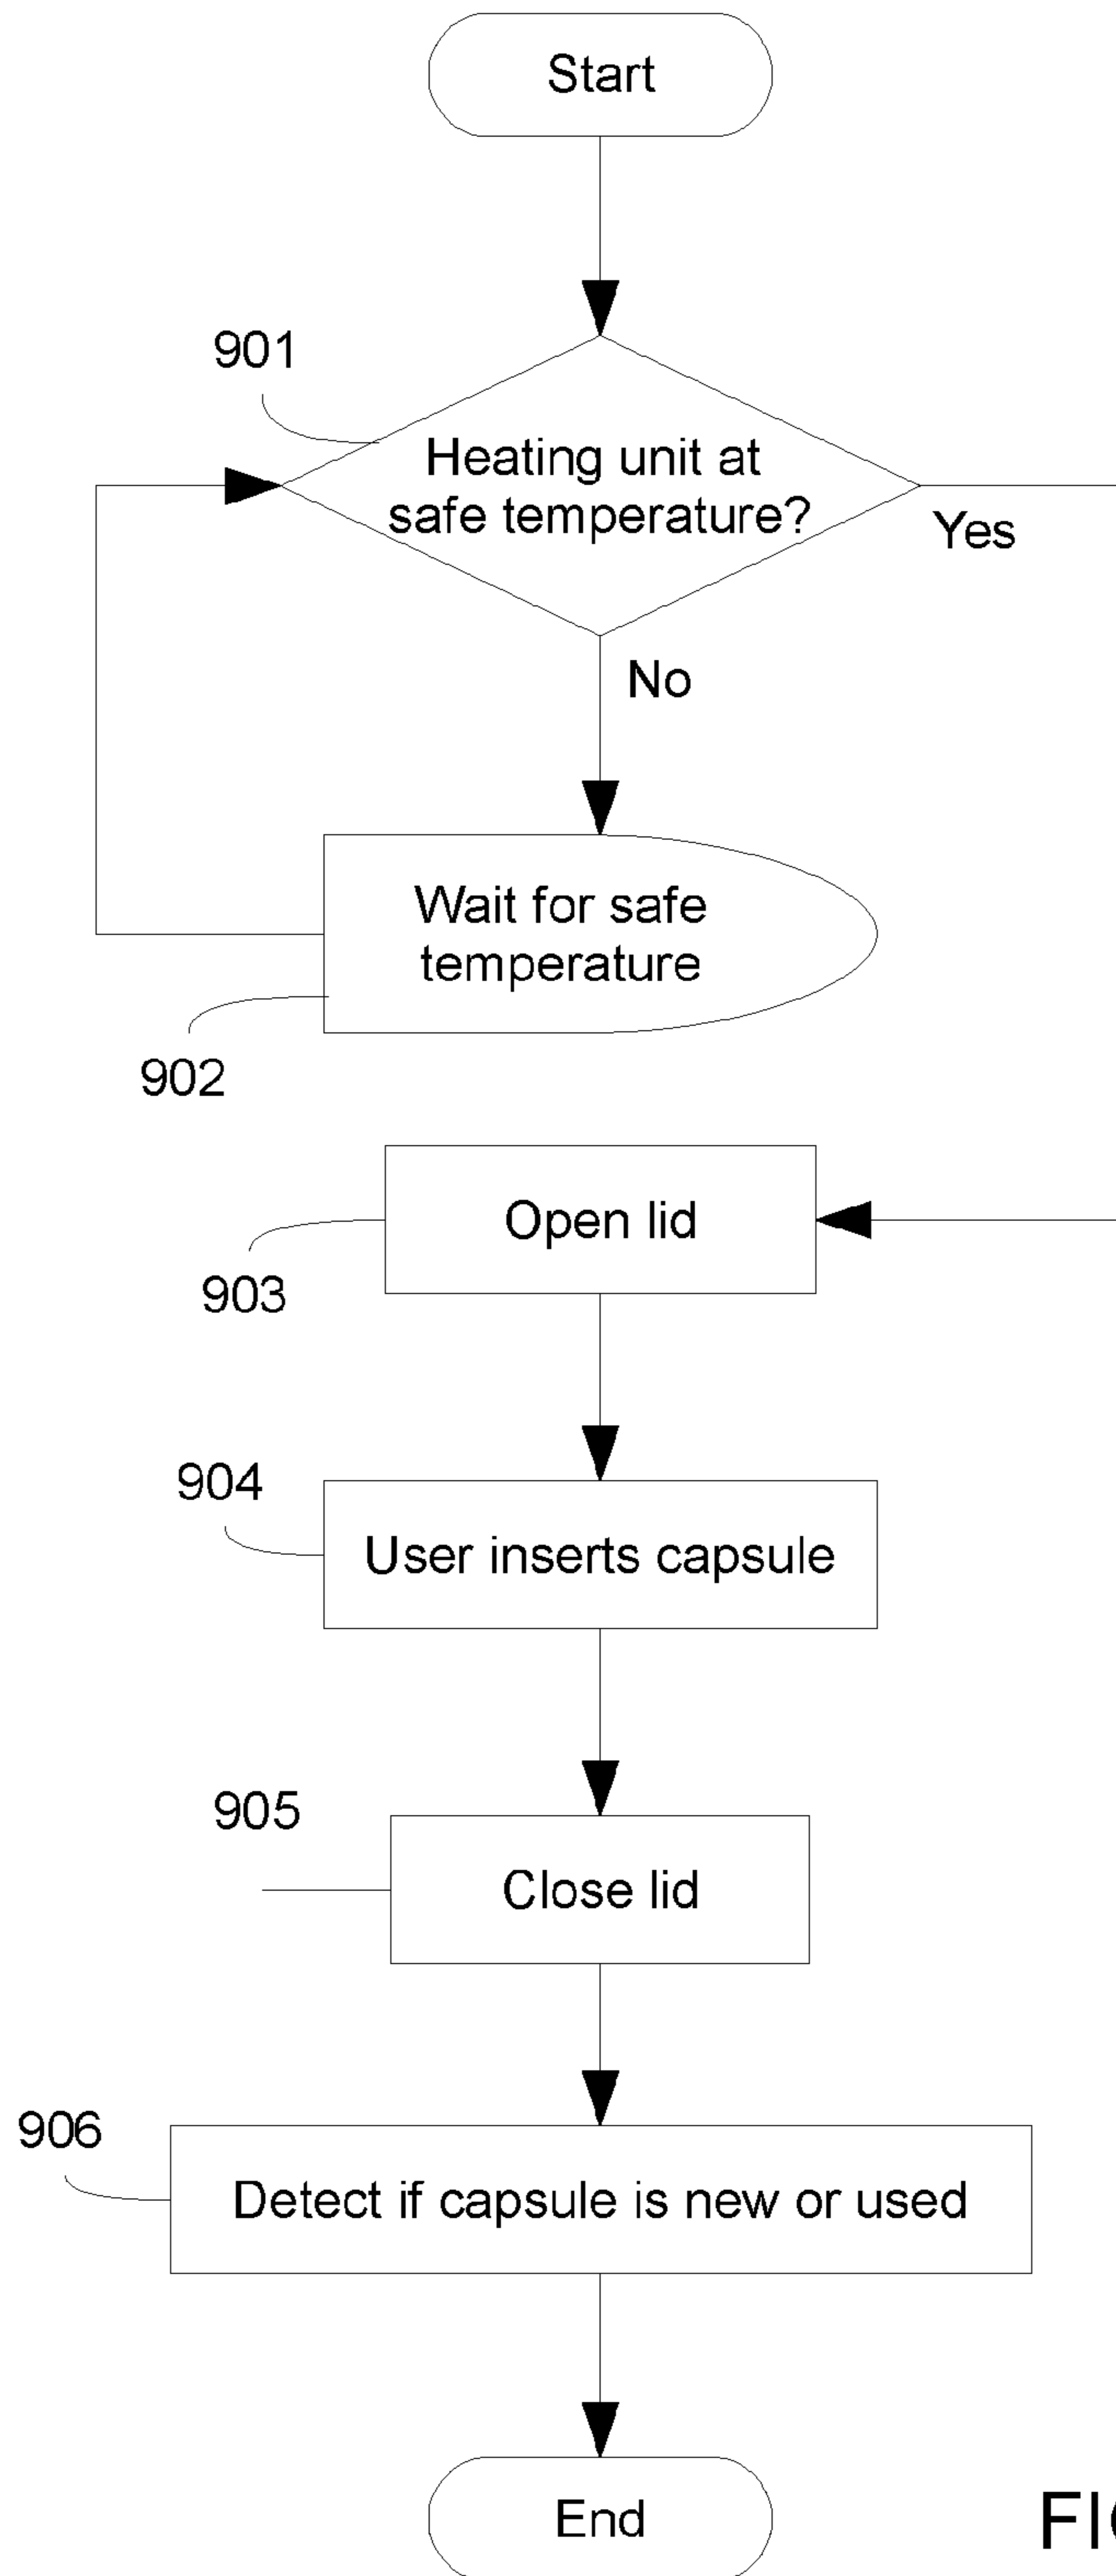 Start
901
Heating unit at
safe temperature?
Yes
No
Wait for safe
temperature
902
Open lid
903
904
User inserts capsule
905
Close lid
906
Detect if capsule is new or used
End